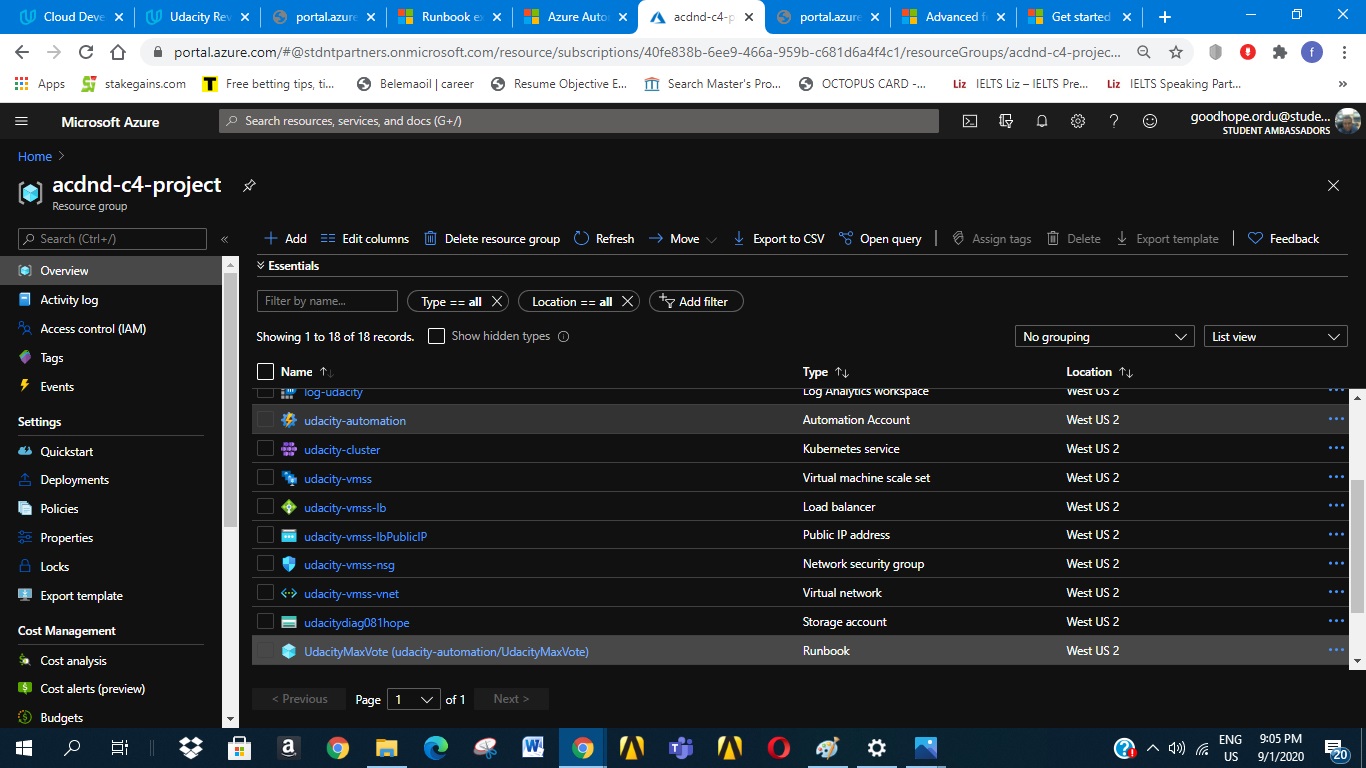 Cloud Deve
Udacity Rev
portal.azure
Runbook ex
Azure Auto
acdnd-c4-p
portal.azure
Advanced f
Get started
portal.azure.com/#@stdntpartners.onmicrosoft.com/resource/subscriptions/40fe838b-6ee9-466a-959b-c681d6a4f4c1/resourceGroups/acdnd-c4-projec...
f
Apps
stakegains.com
T
Free betting tips, ti...
Belemaoil | career
Resume Objective E...
Search Master's Pro...
OCTOPUS CARD -...
Liz IELTS Liz – IELTS Pre...
Liz IELTS Speaking Part...
»
Microsoft Azure
Search resources, services, and docs (G+/)
goodhope.ordu@stude...
STUDENT AMBASSADORS
Home >
acdnd-c4-project
Resource group
Search (Ctrl+/)
«
Add
Edit columns
Delete resource group
Refresh
Move
Export to CSV
Open query
Assign tags
Delete
Export template
Feedback
Essentials
Overview
Activity log
Access control (IAM)
Tags
Events
Settings
Quickstart
Deployments
Policies
Properties
Locks
Export template
Cost Management
Cost analysis
Cost alerts (preview)
Budgets
Filter by name...
Type == all
Location == all
Add filter
Showing 1 to 18 of 18 records.
Show hidden types
No grouping
List view
Name Type Location
log-udacity Log Analytics workspace West US 2
udacity-automation Automation Account West US 2
udacity-cluster Kubernetes service West US 2
udacity-vmss Virtual machine scale set West US 2
udacity-vmss-lb Load balancer West US 2
udacity-vmss-lbPublicIP Public IP address West US 2
udacity-vmss-nsg Network security group West US 2
udacity-vmss-vnet Virtual network West US 2
udacitydiag081hope Storage account West US 2
UdacityMaxVote (udacity-automation/UdacityMaxVote) Runbook West US 2
< Previous
Page 1 of 1
Next >
ENG
US
9:05 PM
9/1/2020
20